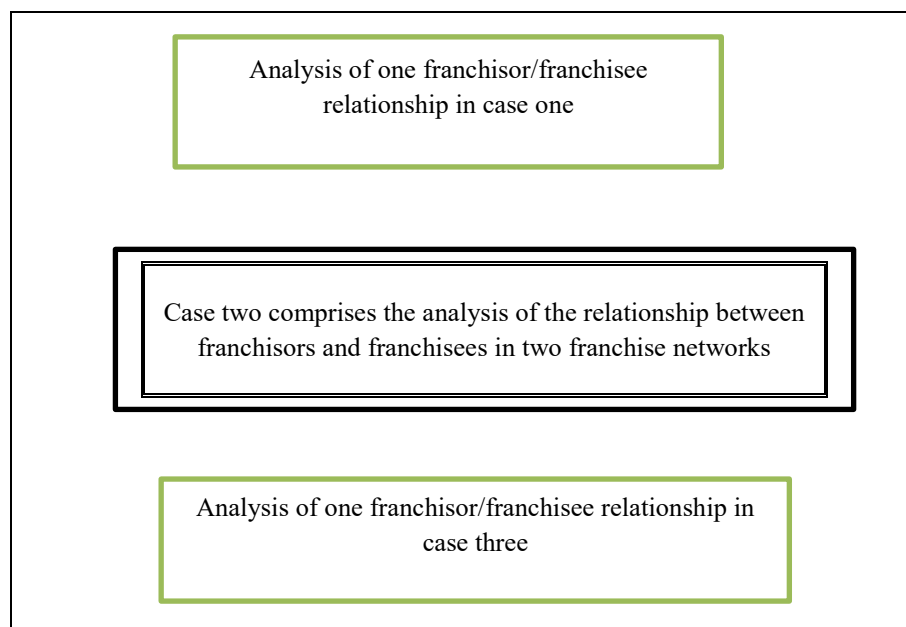 Analysis of one franchisor/franchisee
relationship in case one
Case two comprises the analysis of the relationship between
franchisors and franchisees in two franchise networks
Analysis of one franchisor/franchisee relationship in
case three